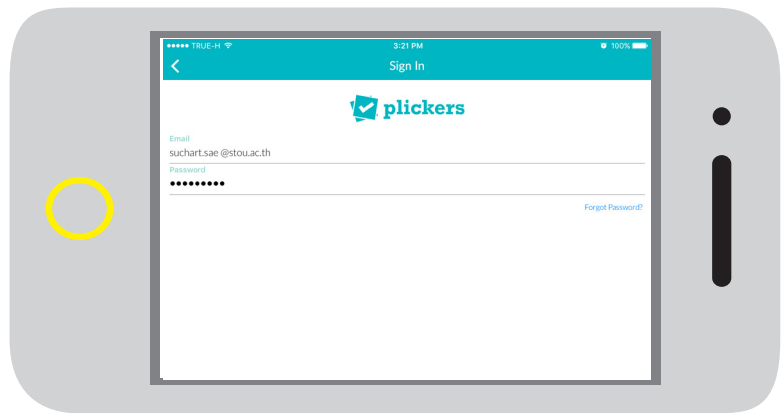 TRUE-H 3:21 PM 100%
Sign In
plickers
Email
suchart.sae @stou.ac.th
Password
•••••••••
Forgot Password?